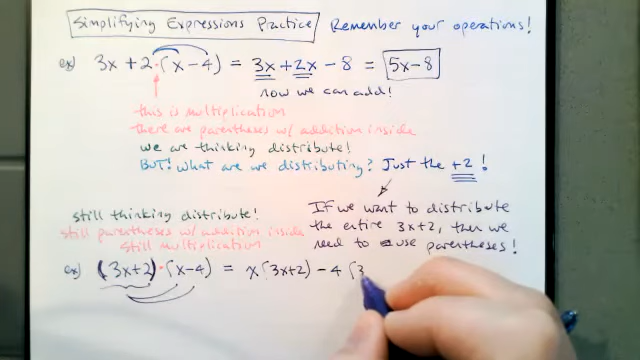 Simplifying Expressions Practice Remember your operations!
ex) 3x + 2 · (x - 4) = 3x + 2x - 8 = 5x - 8
now we can add!
this is multiplication
there are parentheses w/ addition inside
we are thinking distribute!
BUT! What are we distributing? Just the +2!
If we want to distribute
the entire 3x+2, then we
need to use parentheses!
still thinking distribute!
still parentheses w/ addition inside
still multiplication
ex) (3x+2) · (x-4) = x(3x+2) - 4(3